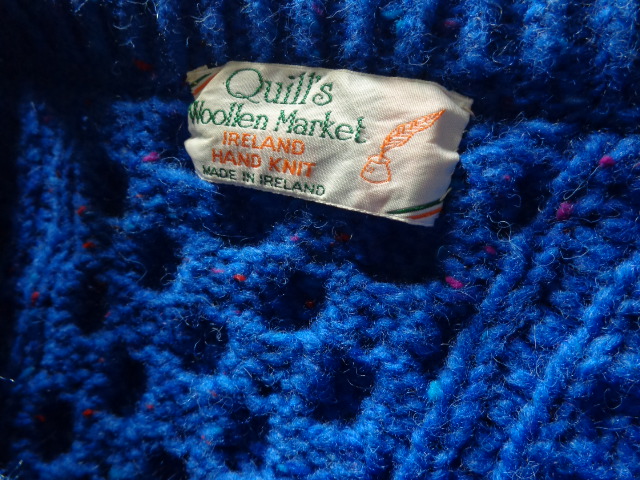 Quill's
Woollen Market
IRELAND
HAND KNIT
MADE IN IRELAND